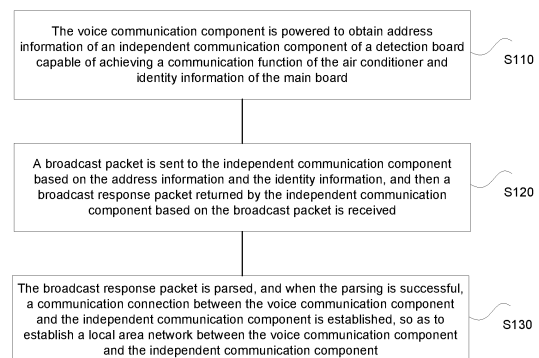 The voice communication component is powered to obtain address
information of an independent communication component of a detection board
capable of achieving a communication function of the air conditioner and
identity information of the main board
S110
A broadcast packet is sent to the independent communication component
based on the address information and the identity information, and then a
broadcast response packet returned by the independent communication
component based on the broadcast packet is received
S120
The broadcast response packet is parsed, and when the parsing is successful,
a communication connection between the voice communication component
and the independent communication component is established, so as to
establish a local area network between the voice communication component
and the independent communication component
S130